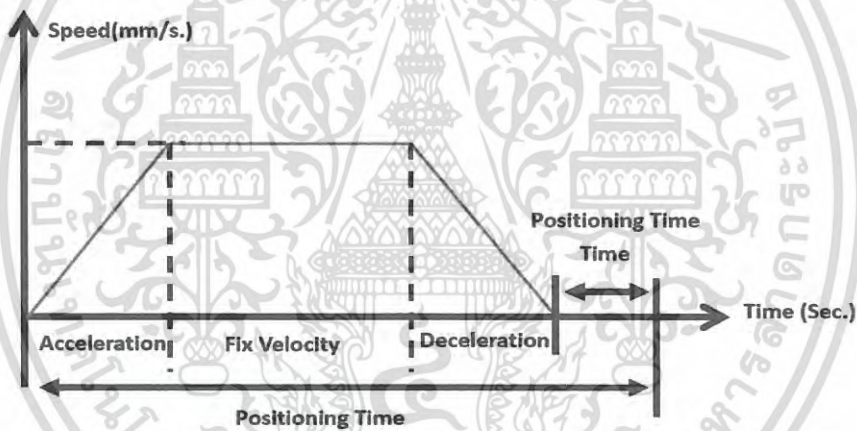 Speed(mm/s.)
Positioning Time
Time
Time (Sec.)
Acceleration
Fix Velocity
Deceleration
Positioning Time